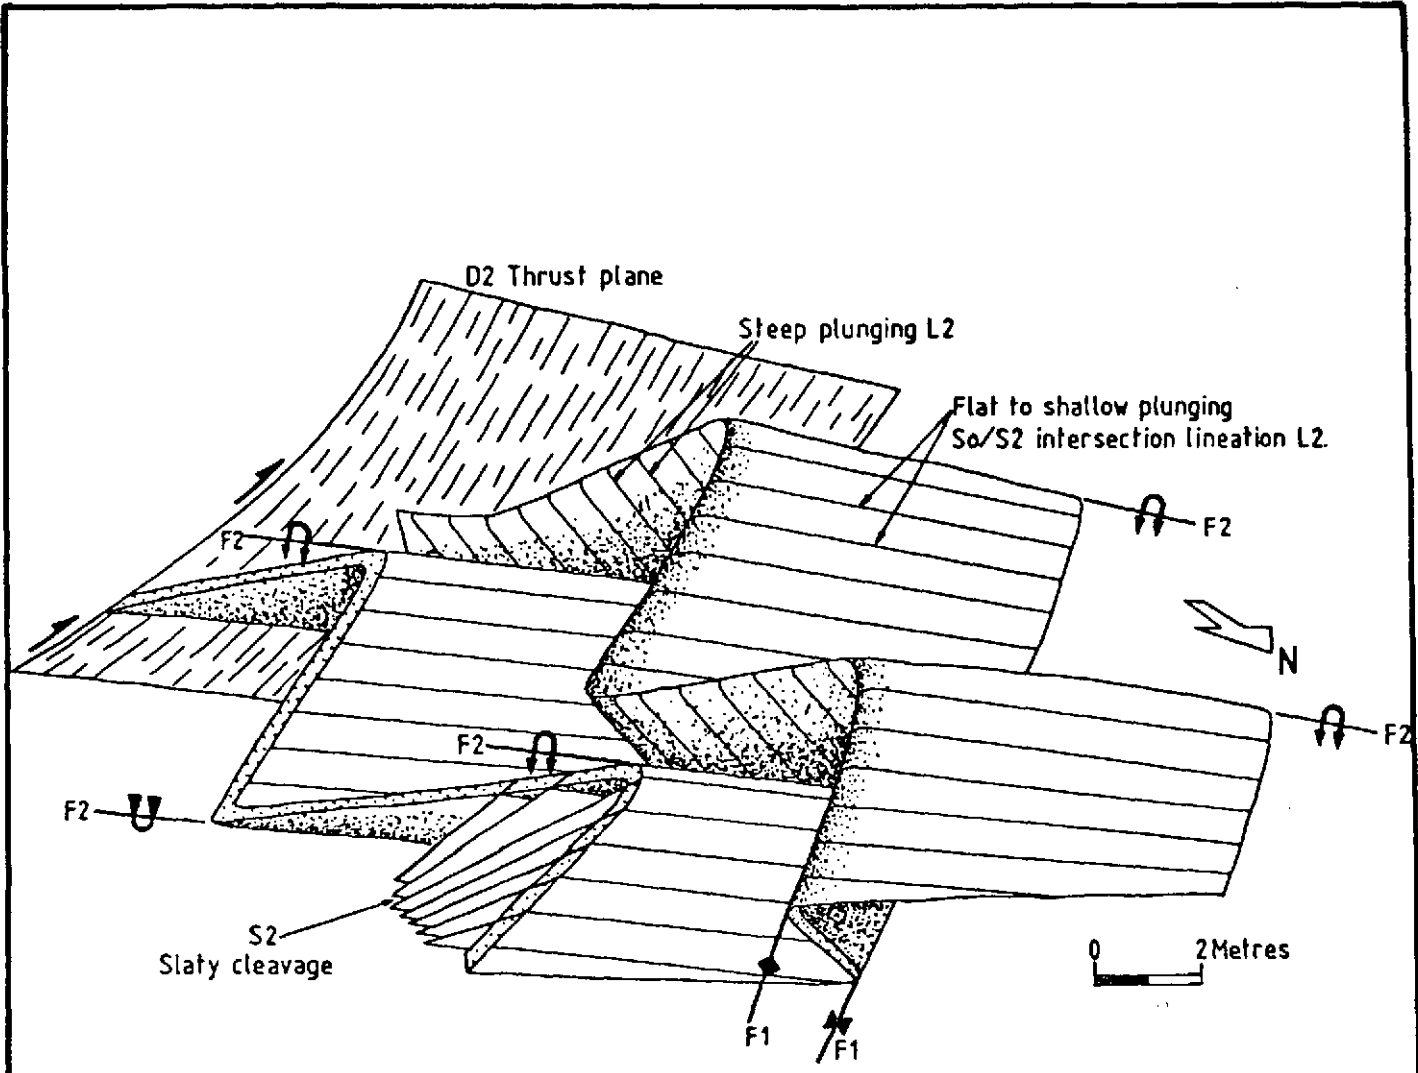 D2 Thrust plane
Steep plunging L2
Flat to shallow plunging
So/S2 intersection lineation L2.
F2
F2
N
F2
F2
F2
S2
Slaty cleavage
0 2 Metres
F1
F1